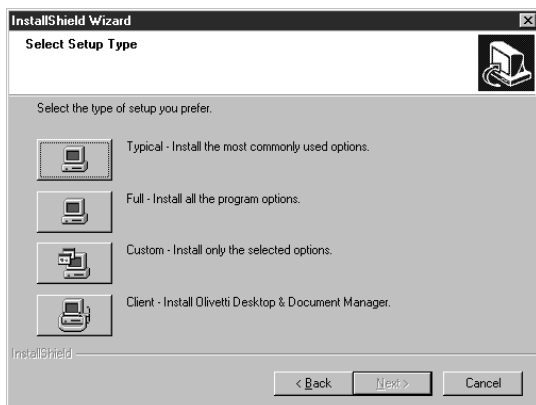 InstallShield Wizard
Select Setup Type
Select the type of setup you prefer.
Typical - Install the most commonly used options.
Full - Install all the program options.
Custom - Install only the selected options.
Client - Install Olivetti Desktop & Document Manager.
InstallShield
< Back
Next >
Cancel